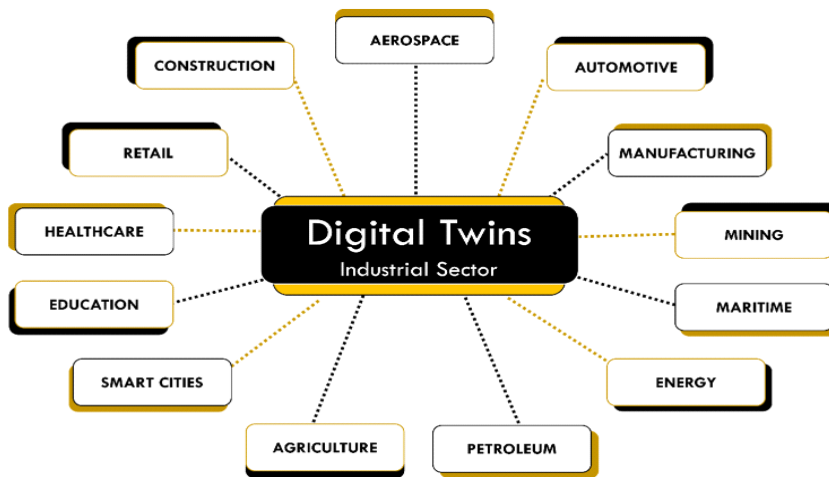 AEROSPACE
CONSTRUCTION
AUTOMOTIVE
RETAIL
MANUFACTURING
HEALTHCARE
Digital Twins
Industrial Sector
MINING
EDUCATION
MARITIME
SMART CITIES
ENERGY
AGRICULTURE
PETROLEUM